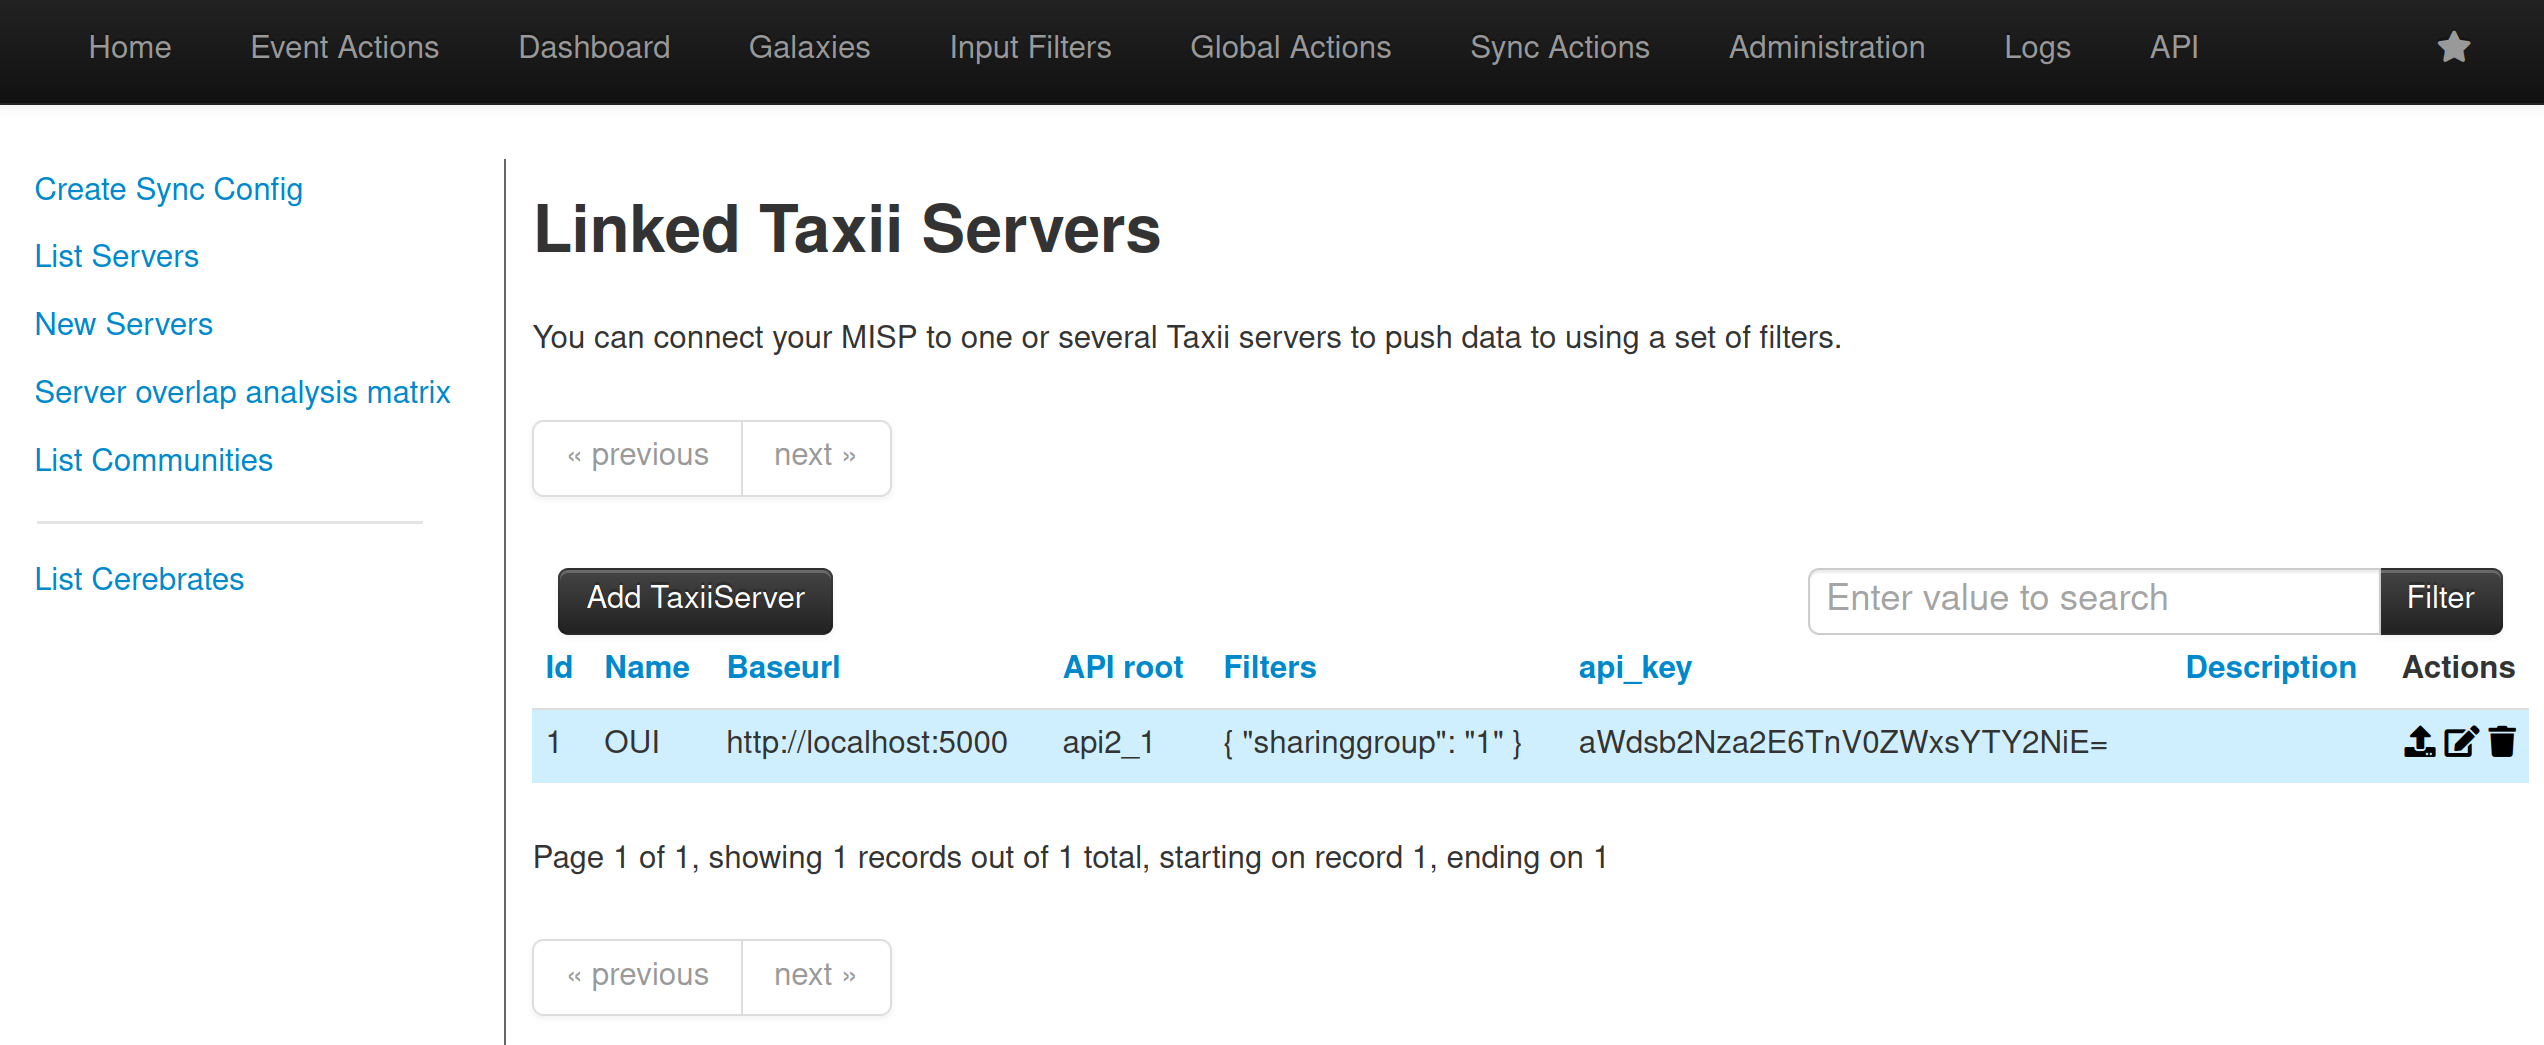 Home Event Actions Dashboard Galaxies Input Filters Global Actions Sync Actions Administration Logs API
Create Sync Config
List Servers
New Servers
Server overlap analysis matrix
List Communities
List Cerebrates
Linked Taxii Servers
You can connect your MISP to one or several Taxii servers to push data to using a set of filters.
« previous next »
Add TaxiiServer Enter value to search Filter
Id Name Baseurl API root Filters api_key Description Actions
1 OUI http://localhost:5000 api2_1 { "sharinggroup": "1" } aWdsb2Nza2E6TnV0ZWxsYTY2NiE=
Page 1 of 1, showing 1 records out of 1 total, starting on record 1, ending on 1
« previous next »